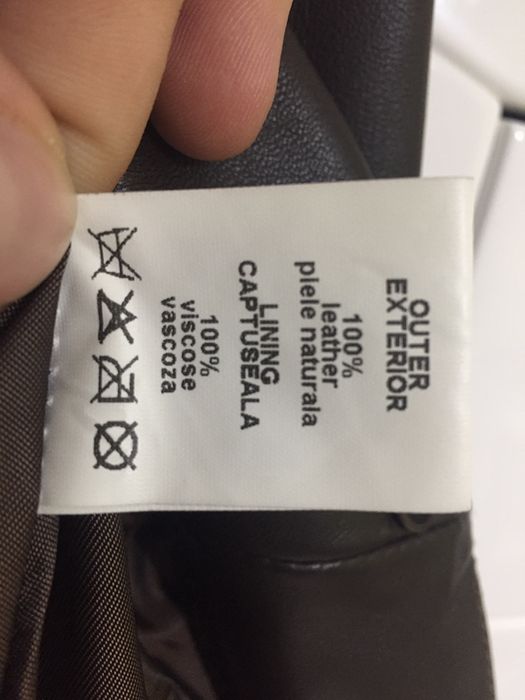 OUTER
EXTERIOR
100%
leather
piele naturala
LINING
CAPTUSEALA
100%
viscose
vascoza